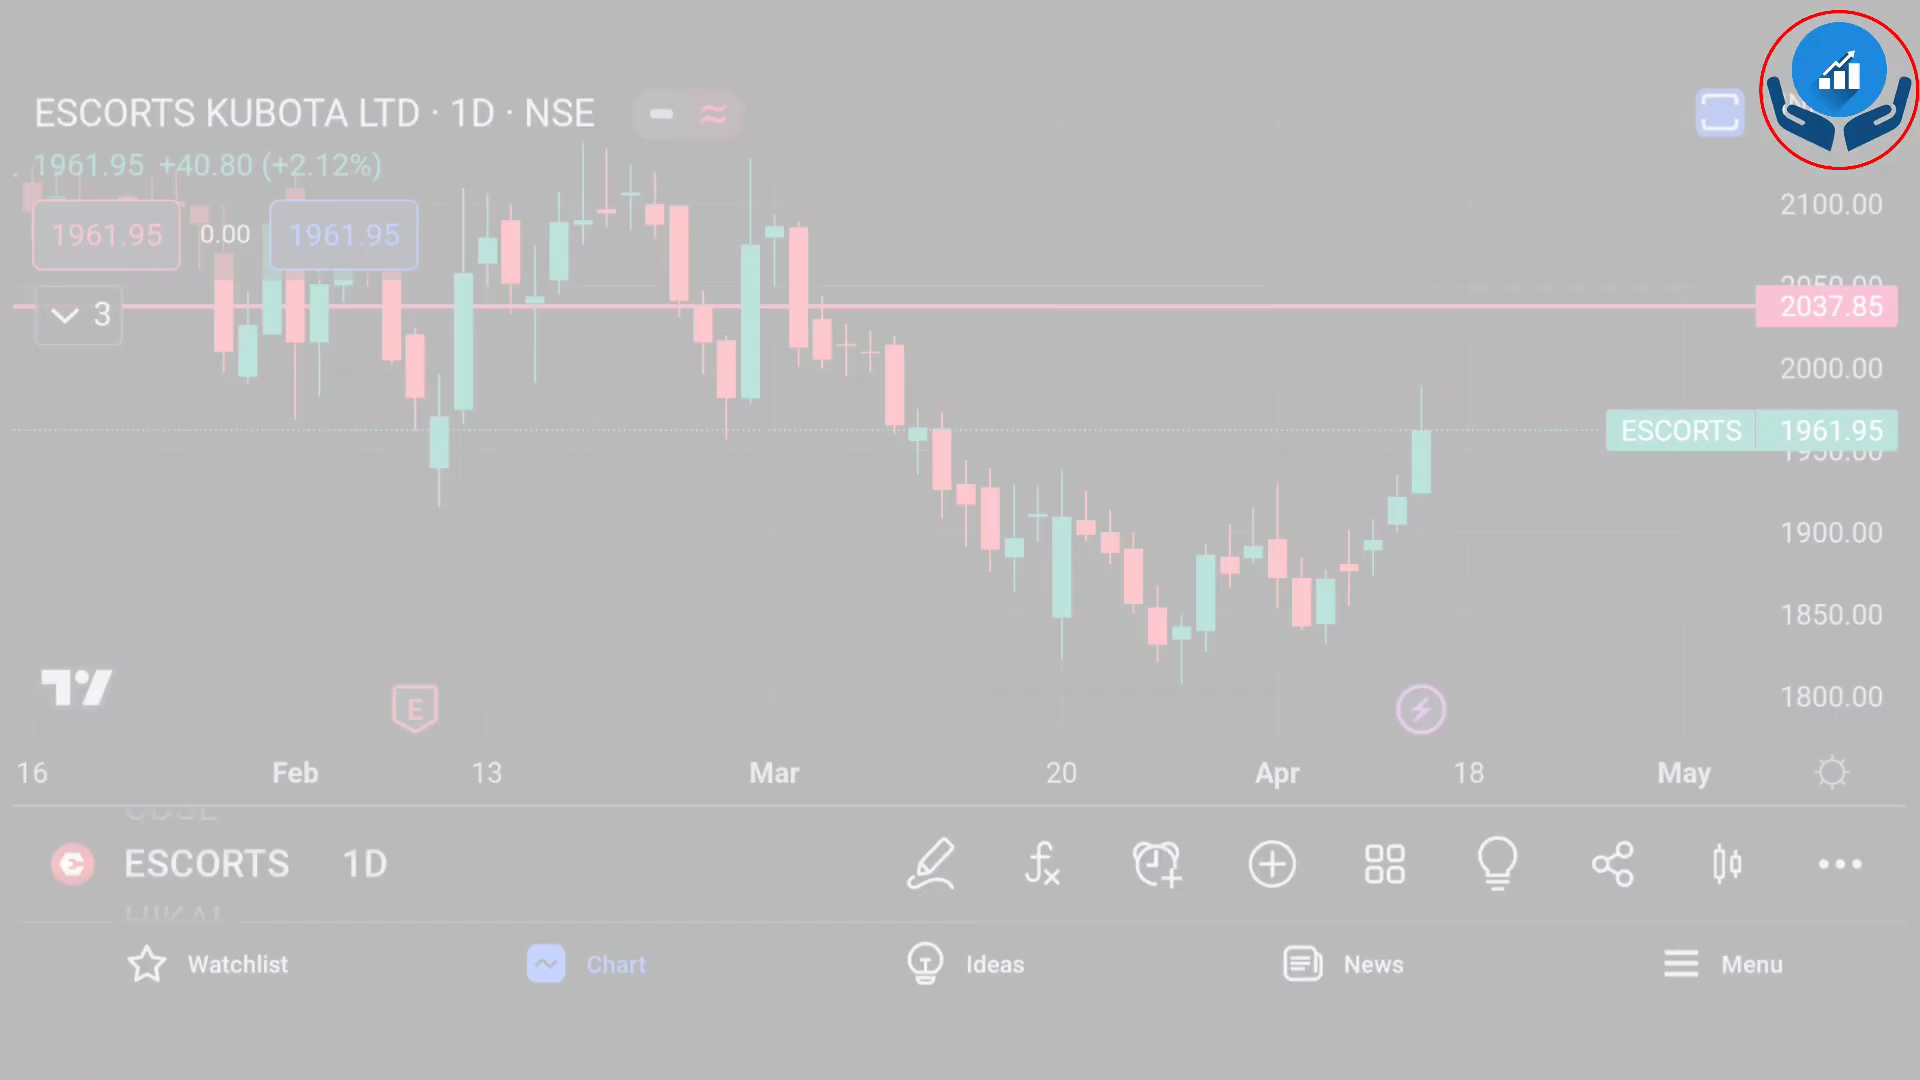 ESCORTS KUBOTA LTD · 1D · NSE
1961.95 +40.80 (+2.12%)
1961.95 0.00 1961.95
3
2100.00
2037.85
2000.00
ESCORTS 1961.95
1950.00
1900.00
1850.00
1800.00
E
16 Feb 13 Mar 20 Apr 18 May
ESCORTS 1D
Watchlist Chart Ideas News Menu